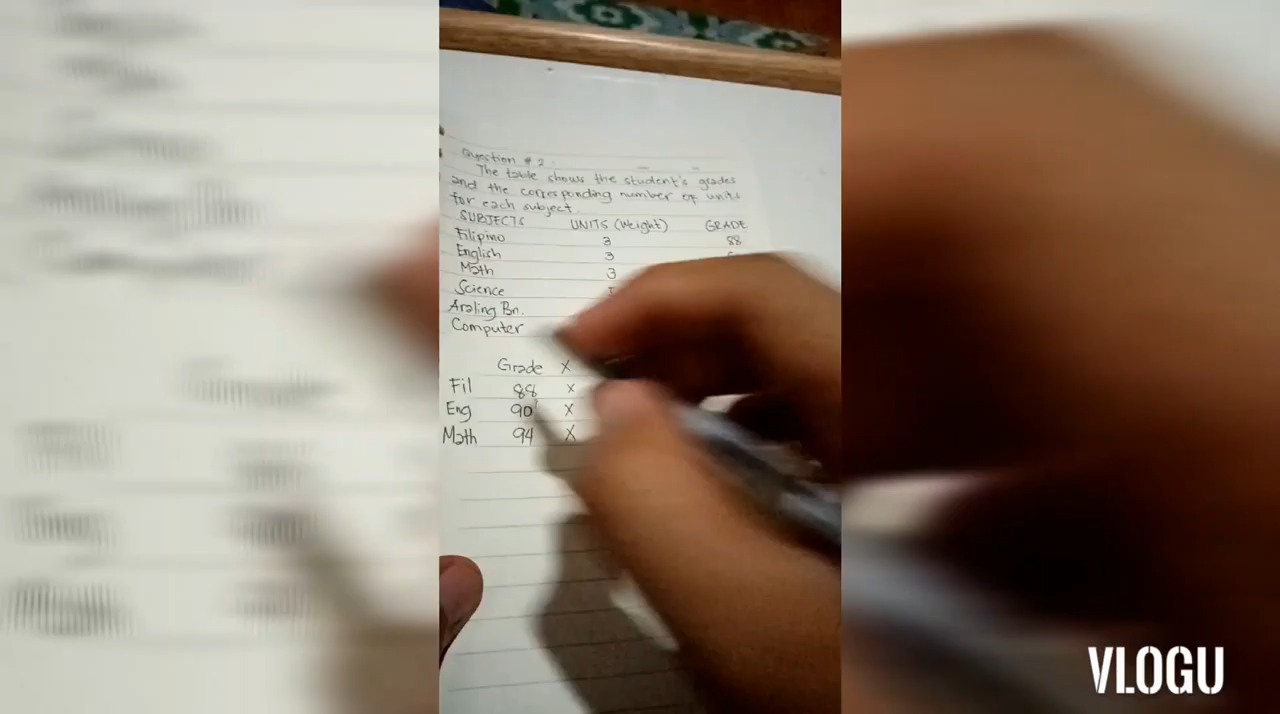 Question # 2.
The table shows the student's grades
and the corresponding number of units
for each subject.
SUBJECTS UNITS (Weight) GRADE
Filipino 3 88
English 3
Math 3
Science
Araling Pn.
Computer
Grade X
Fil 88 X
Eng 90 X
Math 94 X
VLOGU